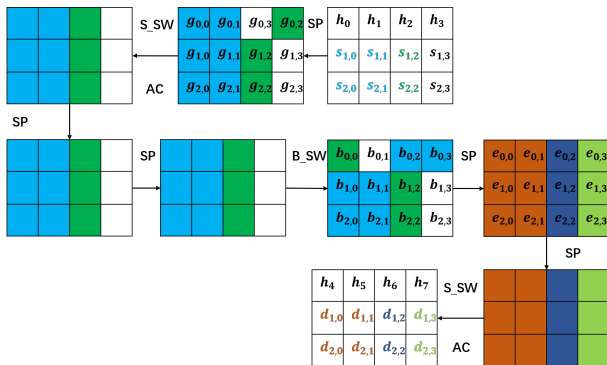 S_SW
AC
g0,0 g0,1 g0,3 g0,2
g1,0 g1,1 g1,2 g1,3
g2,0 g2,1 g2,2 g2,3
SP
h0 h1 h2 h3
s1,0 s1,1 s1,2 s1,3
s2,0 s2,1 s2,2 s2,3
SP
SP
B_SW
b0,0 b0,1 b0,2 b0,3
b1,0 b1,1 b1,2 b1,3
b2,0 b2,1 b2,2 b2,3
SP
e0,0 e0,1 e0,2 e0,3
e1,0 e1,1 e1,2 e1,3
e2,0 e2,1 e2,2 e2,3
SP
h4 h5 h6 h7
d1,0 d1,1 d1,2 d1,3
d2,0 d2,1 d2,2 d2,3
S_SW
AC